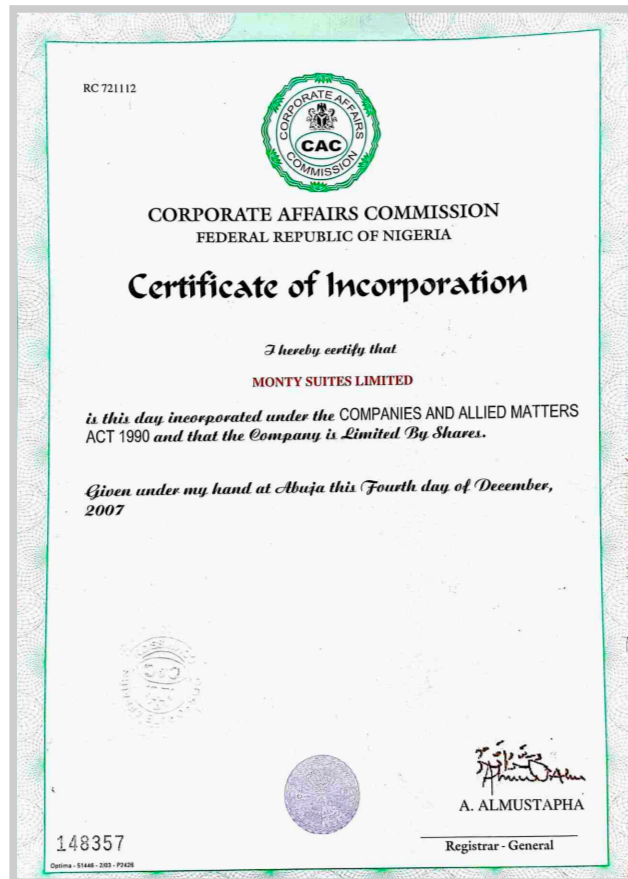 RC 721112
CORPORATE AFFAIRS
CAC
COMMISSION
CORPORATE AFFAIRS COMMISSION
FEDERAL REPUBLIC OF NIGERIA
Certificate of Incorporation
I hereby certify that
MONTY SUITES LIMITED
is this day incorporated under the COMPANIES AND ALLIED MATTERS
ACT 1990 and that the Company is Limited By Shares.
Given under my hand at Abuja this Fourth day of December,
2007
A. ALMUSTAPHA
Registrar - General
148357
Optima - 51446 - 2/03 - P2426